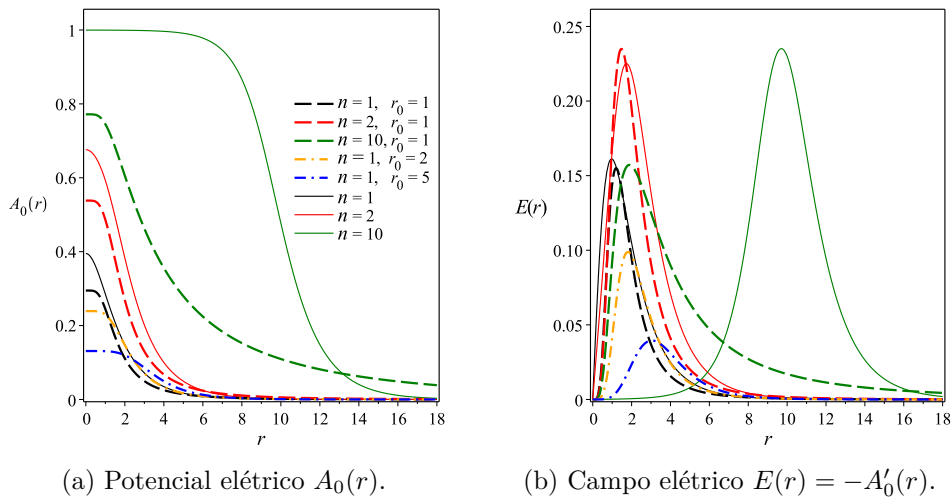 1
0.8
0.6
A₀(r)
0.4
0.2
0
0 2 4 6 8 10 12 14 16 18
r
n = 1, r₀ = 1
n = 2, r₀ = 1
n = 10, r₀ = 1
n = 1, r₀ = 2
n = 1, r₀ = 5
n = 1
n = 2
n = 10
(a) Potencial elétrico A₀(r).
0.25
0.20
0.15
E(r)
0.10
0.05
0
0 2 4 6 8 10 12 14 16 18
r
(b) Campo elétrico E(r) = −A′₀(r).